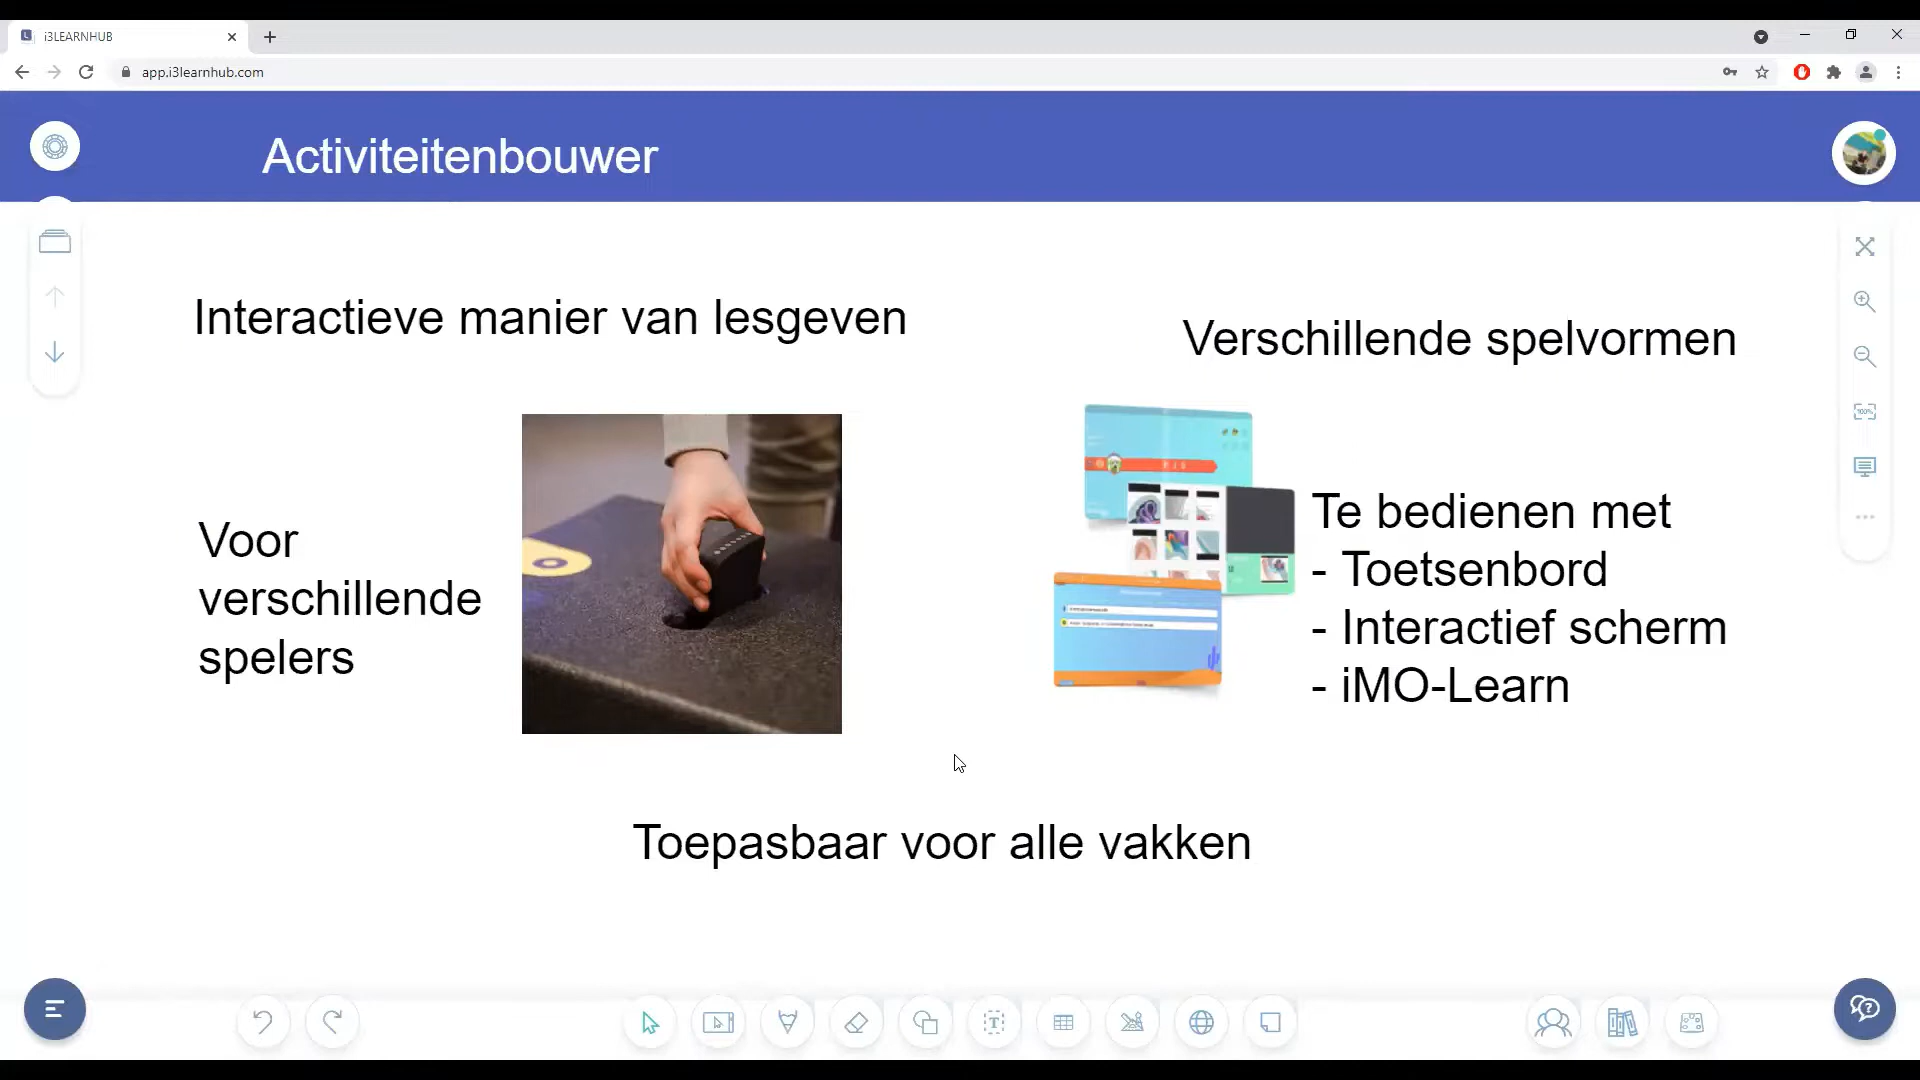 i3LEARNHUB
app.i3learnhub.com
Activiteitenbouwer
Interactieve manier van lesgeven
Verschillende spelvormen
Voor
verschillende
spelers
Te bedienen met
- Toetsenbord
- Interactief scherm
- iMO-Learn
Toepasbaar voor alle vakken
100%